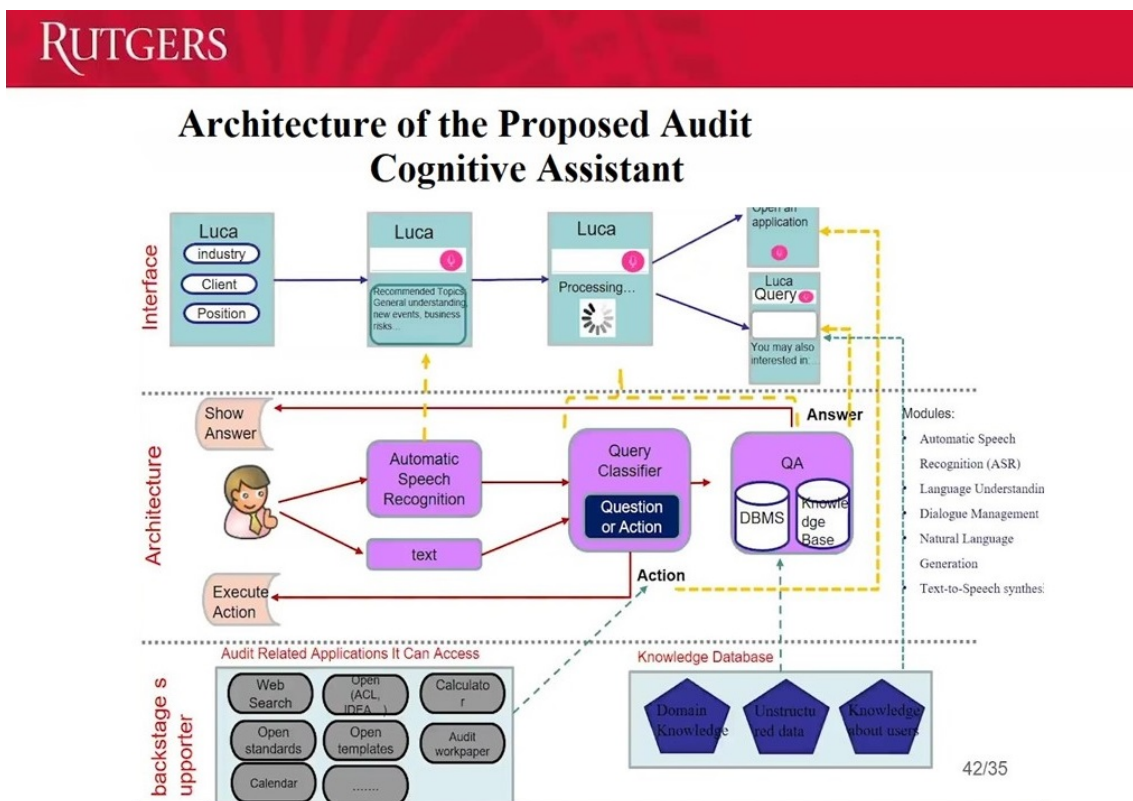 RUTGERS
Architecture of the Proposed Audit
Cognitive Assistant
Interface
Luca
industry
Client
Position
Luca
Recommended Topics:
General understanding,
new events, business
risks...
Luca
Processing...
Open an
application
Luca
Query
You may also
interested in:...
Architecture
Show
Answer
Automatic
Speech
Recognition
text
Query
Classifier
Question
or Action
Answer
QA
DBMS
Knowle
dge
Base
Action
Execute
Action
Modules:
• Automatic Speech
Recognition (ASR)
• Language Understandin
• Dialogue Management
• Natural Language
Generation
• Text-to-Speech synthesi
backstage s
upporter
Audit Related Applications It Can Access
Web
Search
Open
(ACL,
IDEA...)
Calculato
r
Open
standards
Open
templates
Audit
workpaper
Calendar
.......
Knowledge Database
Domain
Knowledge
Unstructu
red data
Knowledge
about users
42/35